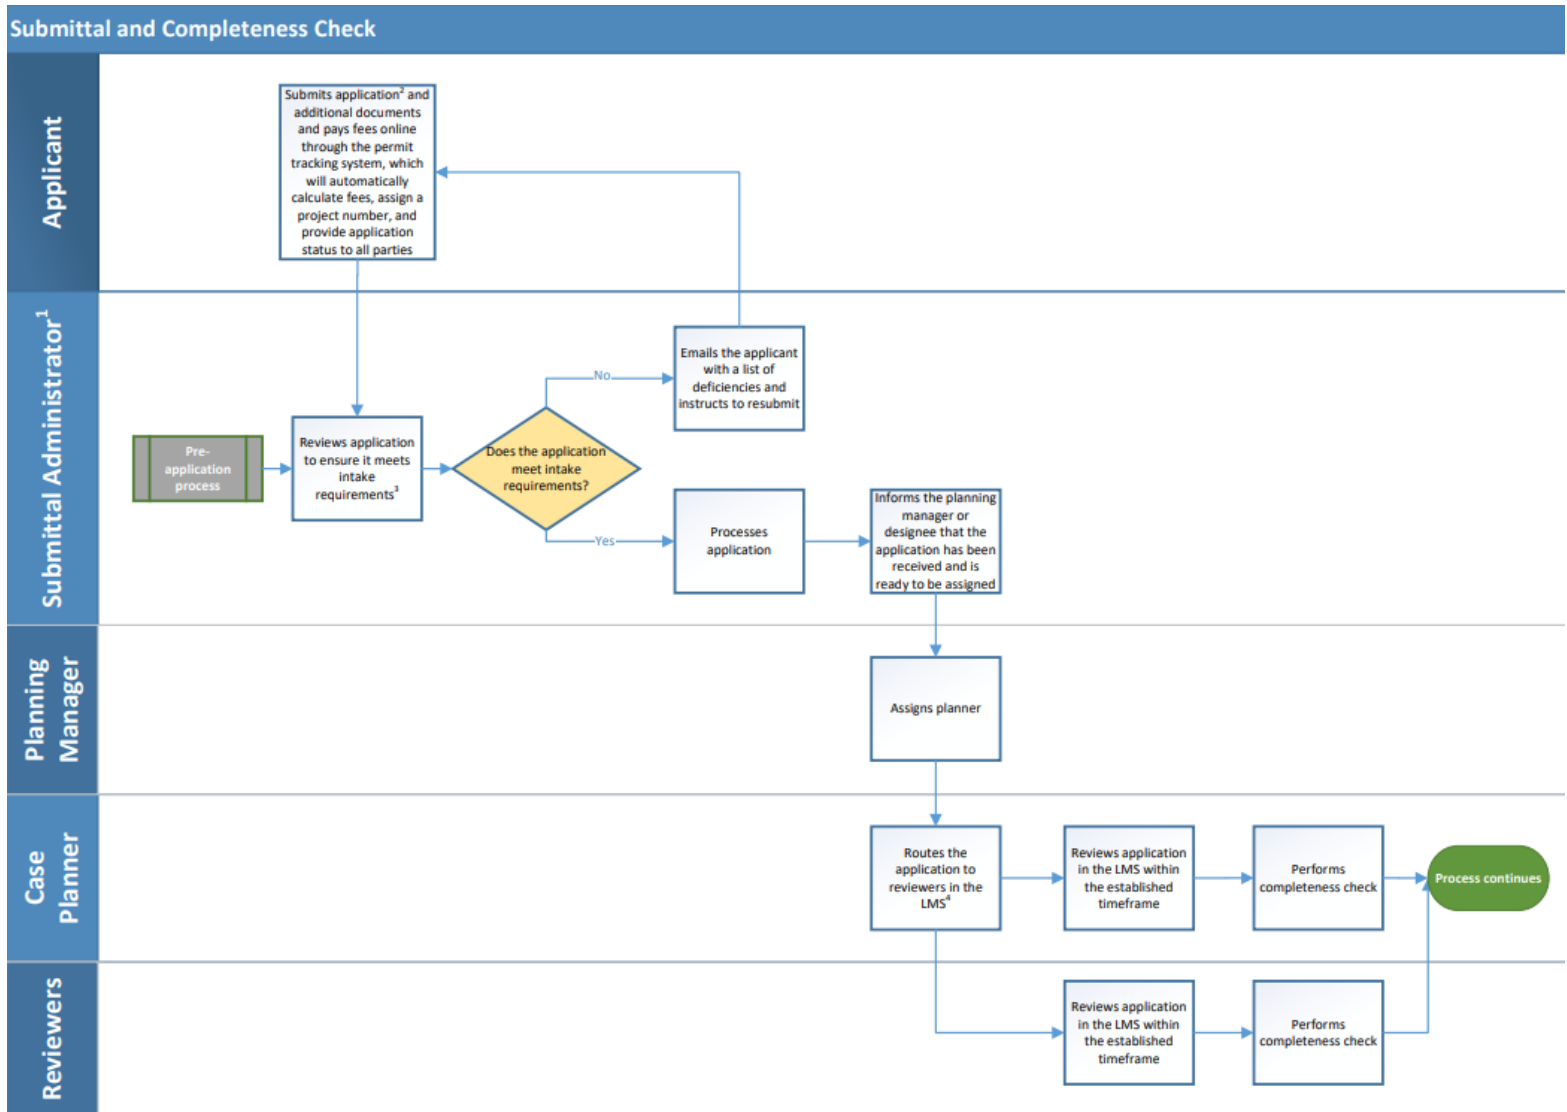 Submittal and Completeness Check
Applicant
Submits application2 and
additional documents
and pays fees online
through the permit
tracking system, which
will automatically
calculate fees, assign a
project number, and
provide application
status to all parties
Submittal Administrator1
Pre-
application
process
Reviews application
to ensure it meets
intake
requirements3
Does the application
meet intake
requirements?
No
Emails the applicant
with a list of
deficiencies and
instructs to resubmit
Yes
Processes
application
Informs the planning
manager or
designee that the
application has been
received and is
ready to be assigned
Planning
Manager
Assigns planner
Case
Planner
Routes the
application to
reviewers in the
LMS4
Reviews application
in the LMS within
the established
timeframe
Performs
completeness check
Process continues
Reviewers
Reviews application
in the LMS within
the established
timeframe
Performs
completeness check